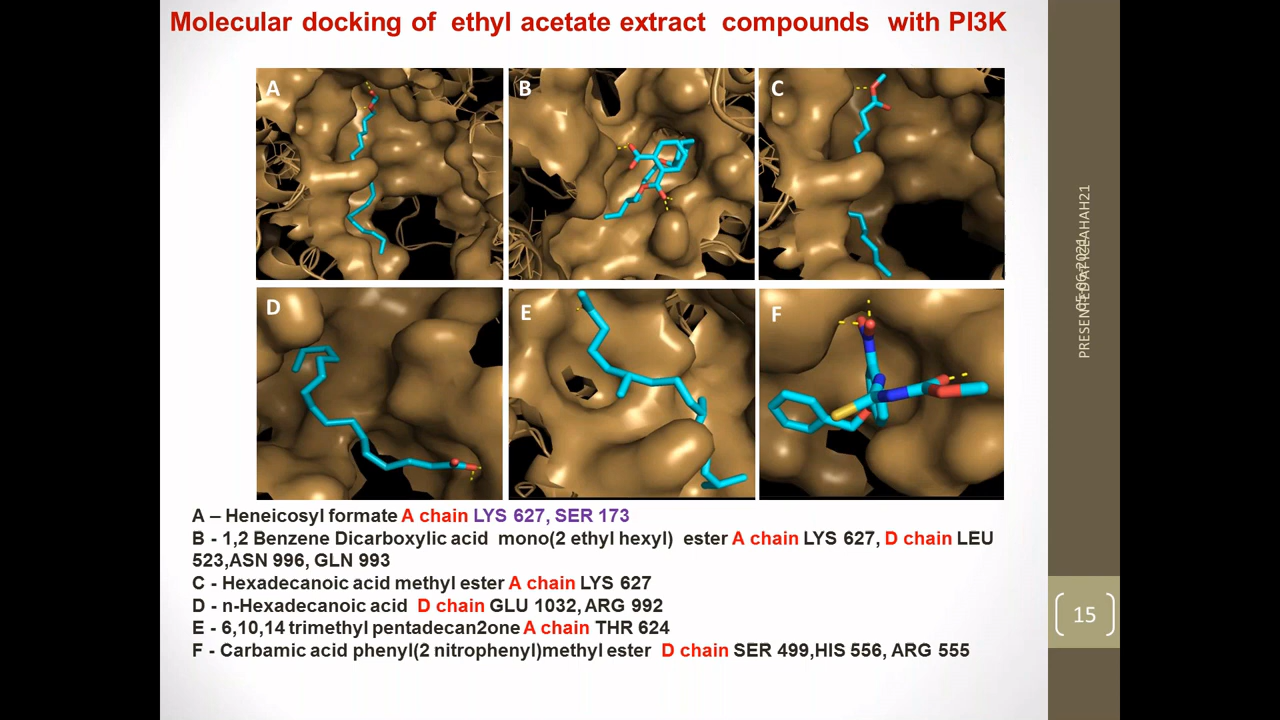 Molecular docking of ethyl acetate extract compounds with PI3K
A
B
C
D
E
F
A – Heneicosyl formate A chain LYS 627, SER 173
B - 1,2 Benzene Dicarboxylic acid mono(2 ethyl hexyl) ester A chain LYS 627, D chain LEU
523,ASN 996, GLN 993
C - Hexadecanoic acid methyl ester A chain LYS 627
D - n-Hexadecanoic acid D chain GLU 1032, ARG 992
E - 6,10,14 trimethyl pentadecan2one A chain THR 624
F - Carbamic acid phenyl(2 nitrophenyl)methyl ester D chain SER 499,HIS 556, ARG 555
15